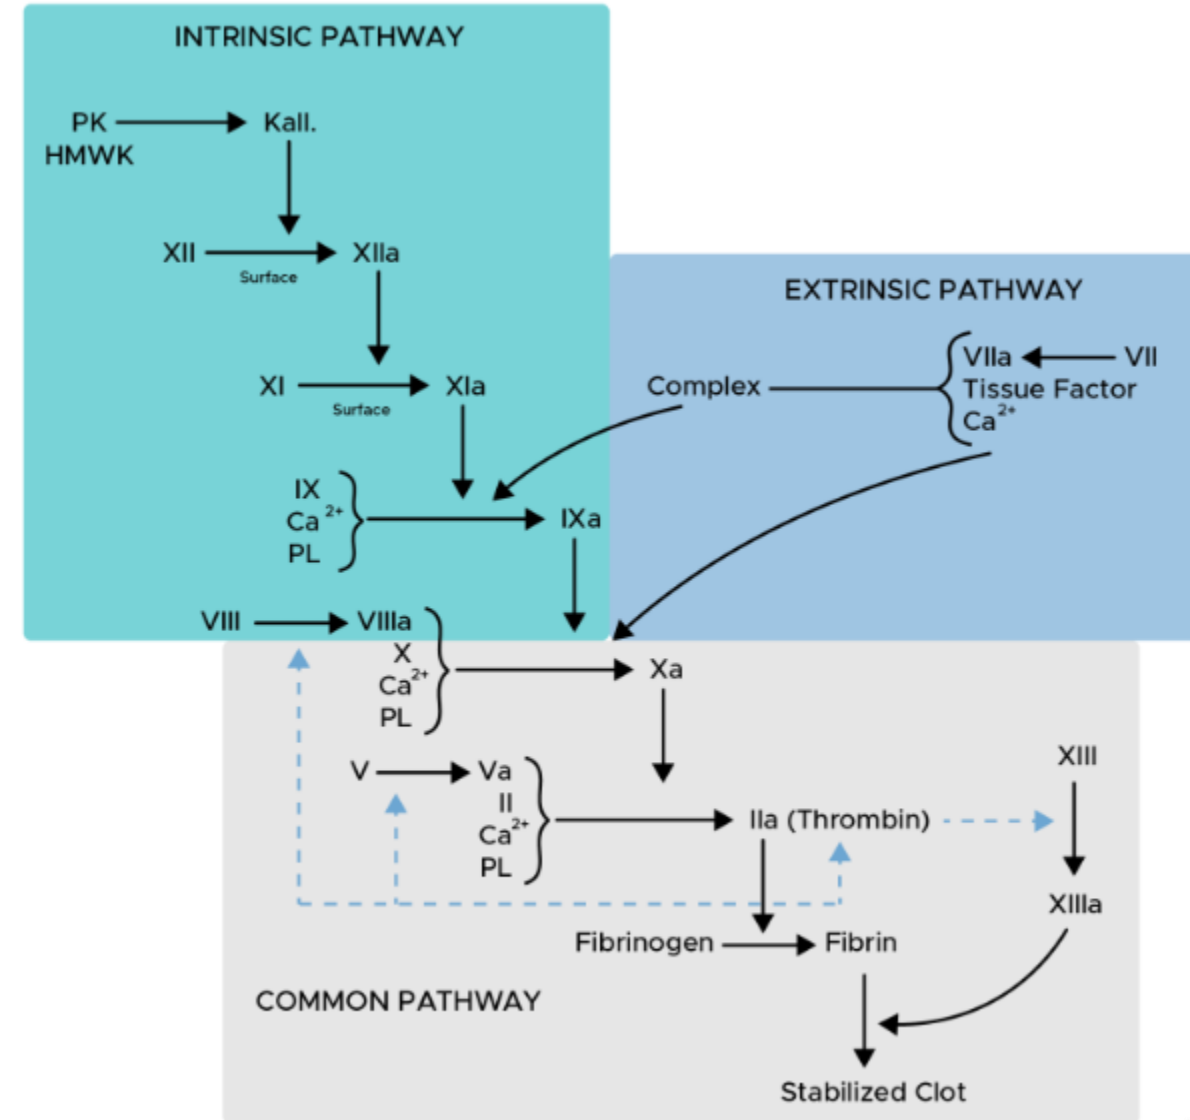 INTRINSIC PATHWAY
PK
Kall.
HMWK
XII
XIIa
Surface
EXTRINSIC PATHWAY
VIIa
VII
XI
XIa
Surface
Complex
Tissue Factor
Ca2+
IX
Ca 2+
PL
IXa
VIII
VIIIa
X
Ca2+
PL
Xa
V
Va
II
Ca2+
PL
IIa (Thrombin)
XIII
XIIIa
Fibrinogen
Fibrin
COMMON PATHWAY
Stabilized Clot